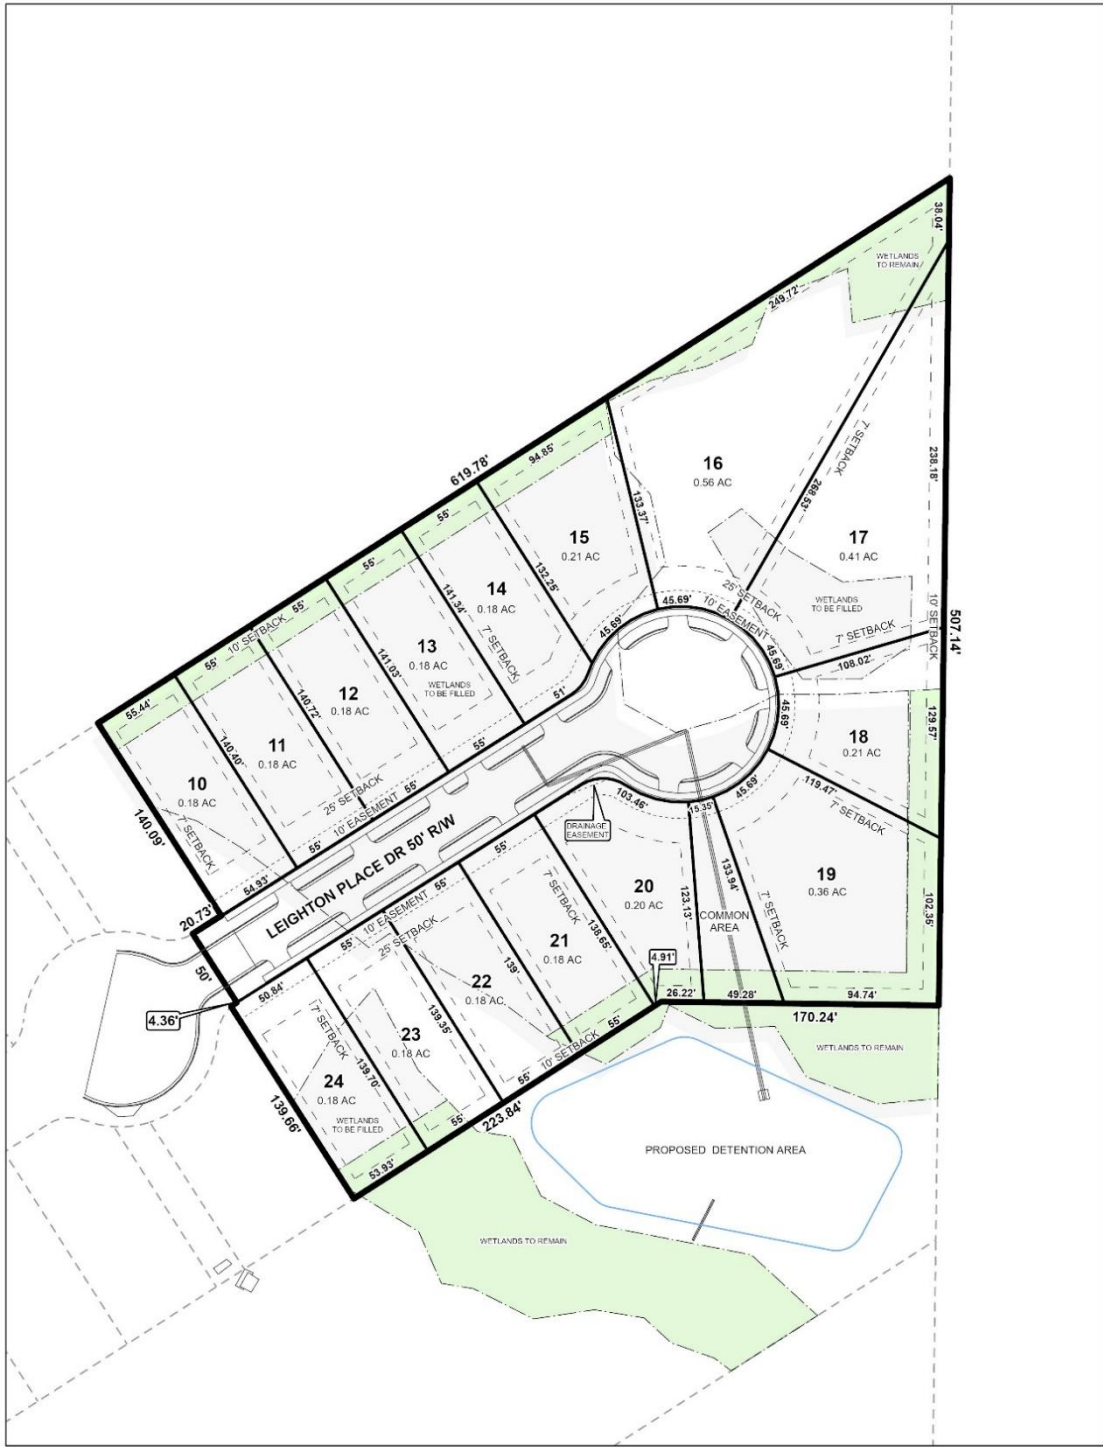 38.04'
WETLANDS
TO REMAIN
249.72'
619.78'
94.85'
16
0.56 AC
7' SETBACK
238.18'
268.53'
133.37'
55'
15
0.21 AC
17
0.41 AC
55'
132.25'
14
0.18 AC
141.34'
7' SETBACK
25' SETBACK
WETLANDS
TO BE FILLED
10' SETBACK
507.14'
45.69'
10' EASEMENT
45.69'
7' SETBACK
108.02'
45.69'
55'
10' SETBACK
55'
13
0.18 AC
WETLANDS
TO BE FILLED
141.03'
12
0.18 AC
140.72'
51'
45.69'
129.57'
55.44'
11
0.18 AC
140.40'
55'
18
0.21 AC
10
0.18 AC
25' SETBACK
55'
119.47'
7' SETBACK
45.69'
103.46'
15.35'
140.09'
7' SETBACK
10' EASEMENT
55'
DRAINAGE
EASEMENT
LEIGHTON PLACE DR 50' R/W
54.93'
55'
20
0.20 AC
123.13'
133.94'
19
0.36 AC
102.35'
7' SETBACK
20.73'
55'
10' EASEMENT
7' SETBACK
138.65'
COMMON
AREA
55'
25' SETBACK
21
0.18 AC
139'
4.91'
50'
50.84'
22
0.18 AC
26.22'
49.28'
94.74'
170.24'
4.36'
7' SETBACK
23
0.18 AC
139.35'
55'
10' SETBACK
WETLANDS TO REMAIN
139.70'
55'
24
0.18 AC
WETLANDS
TO BE FILLED
139.66'
55'
223.84'
53.93'
PROPOSED DETENTION AREA
WETLANDS TO REMAIN